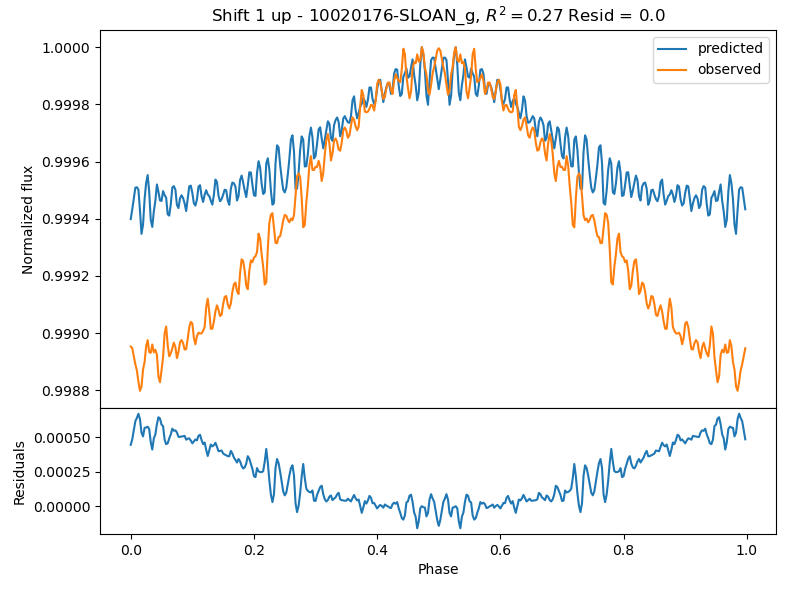 Shift 1 up - 10020176-SLOAN_g, R² = 0.27 Resid = 0.0
predicted
observed
Normalized flux
1.0000
0.9998
0.9996
0.9994
0.9992
0.9990
0.9988
Residuals
0.00050
0.00025
0.00000
0.0 0.2 0.4 0.6 0.8 1.0
Phase